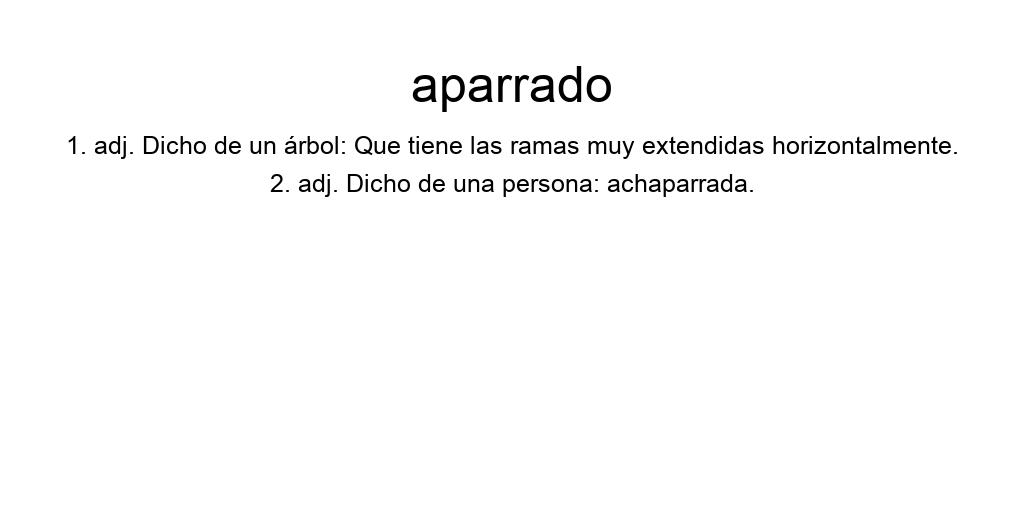 aparrado
1. adj. Dicho de un árbol: Que tiene las ramas muy extendidas horizontalmente.
2. adj. Dicho de una persona: achaparrada.